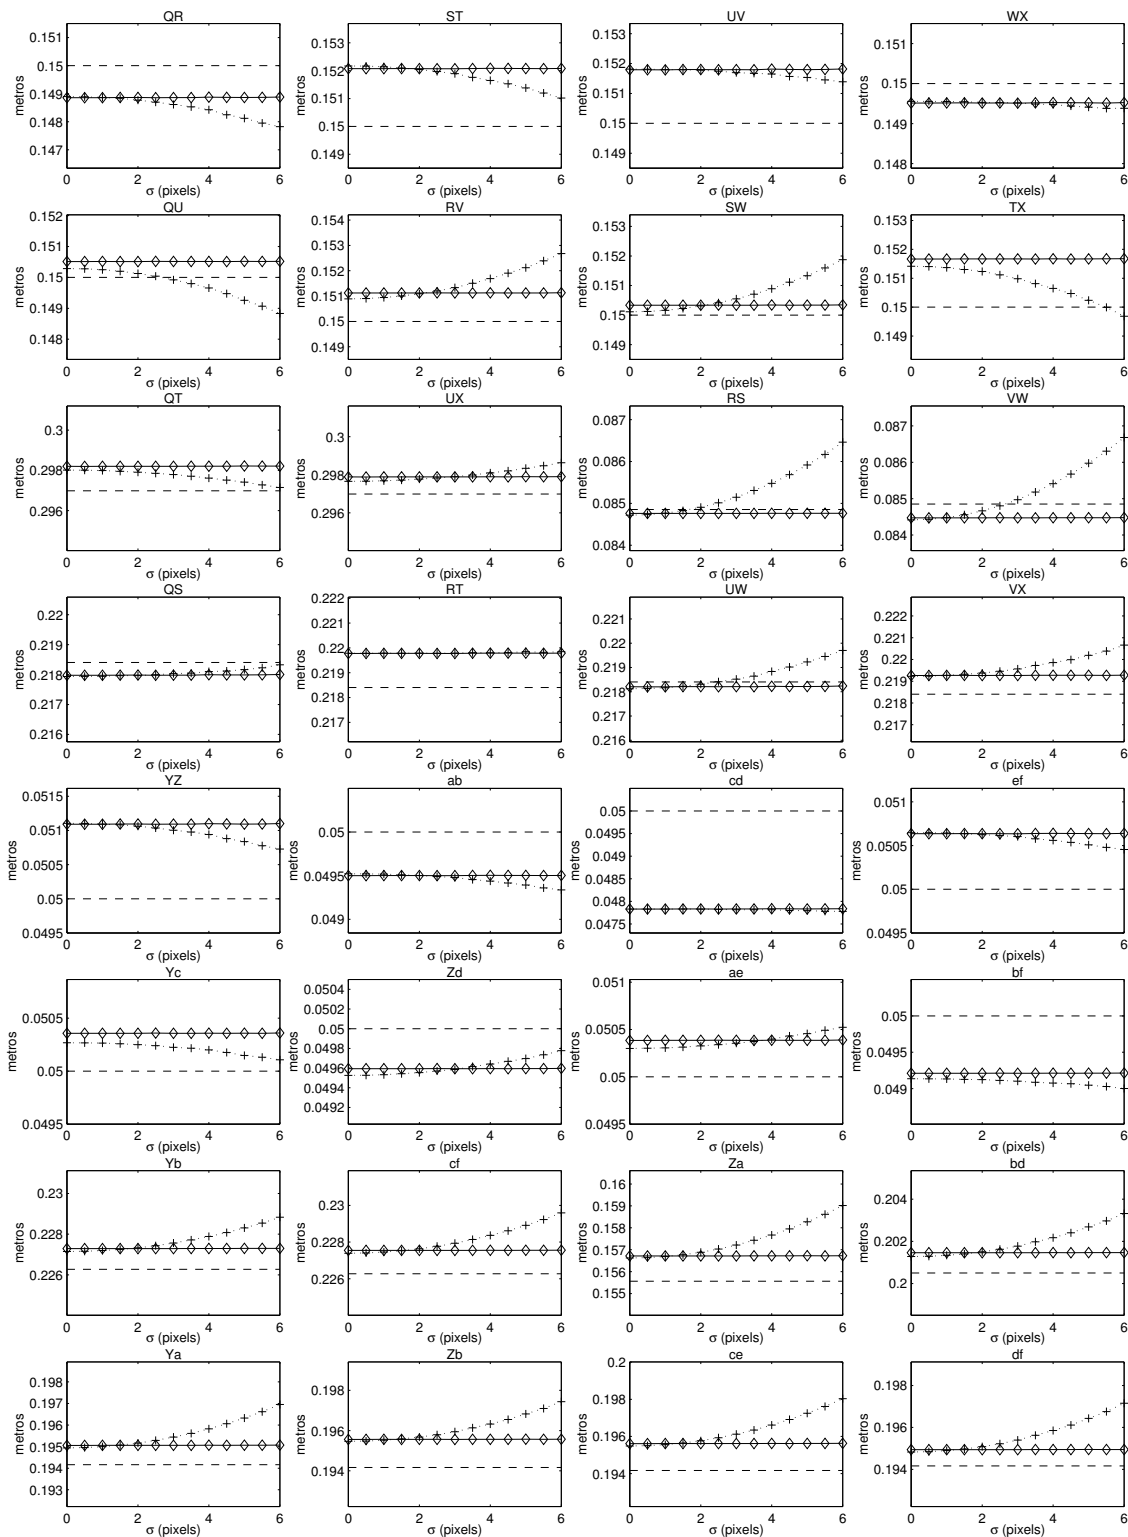 QR
0.151
0.15
0.149
0.148
0.147
metros
0 2 4 6
σ (pixels)
ST
0.153
0.152
0.151
0.15
0.149
metros
0 2 4 6
σ (pixels)
UV
0.153
0.152
0.151
0.15
0.149
metros
0 2 4 6
σ (pixels)
WX
0.151
0.15
0.149
0.148
metros
0 2 4 6
σ (pixels)
QU
0.152
0.151
0.15
0.149
0.148
metros
0 2 4 6
σ (pixels)
RV
0.154
0.153
0.152
0.151
0.15
0.149
metros
0 2 4 6
σ (pixels)
SW
0.153
0.152
0.151
0.15
0.149
metros
0 2 4 6
σ (pixels)
TX
0.153
0.152
0.151
0.15
0.149
metros
0 2 4 6
σ (pixels)
QT
0.3
0.298
0.296
metros
0 2 4 6
σ (pixels)
UX
0.3
0.298
0.296
metros
0 2 4 6
σ (pixels)
RS
0.087
0.086
0.085
0.084
metros
0 2 4 6
σ (pixels)
VW
0.087
0.086
0.085
0.084
metros
0 2 4 6
σ (pixels)
QS
0.22
0.219
0.218
0.217
0.216
metros
0 2 4 6
σ (pixels)
RT
0.222
0.221
0.22
0.219
0.218
0.217
metros
0 2 4 6
σ (pixels)
UW
0.221
0.22
0.219
0.218
0.217
0.216
metros
0 2 4 6
σ (pixels)
VX
0.222
0.221
0.22
0.219
0.218
0.217
metros
0 2 4 6
σ (pixels)
YZ
0.0515
0.051
0.0505
0.05
0.0495
metros
0 2 4 6
σ (pixels)
ab
0.05
0.0495
0.049
metros
0 2 4 6
σ (pixels)
cd
0.05
0.0495
0.049
0.0485
0.048
0.0475
metros
0 2 4 6
σ (pixels)
ef
0.051
0.0505
0.05
0.0495
metros
0 2 4 6
σ (pixels)
Yc
0.0505
0.05
0.0495
metros
0 2 4 6
σ (pixels)
Zd
0.0504
0.0502
0.05
0.0498
0.0496
0.0494
0.0492
metros
0 2 4 6
σ (pixels)
ae
0.051
0.0505
0.05
0.0495
metros
0 2 4 6
σ (pixels)
bf
0.05
0.0495
0.049
metros
0 2 4 6
σ (pixels)
Yb
0.23
0.228
0.226
metros
0 2 4 6
σ (pixels)
cf
0.23
0.228
0.226
metros
0 2 4 6
σ (pixels)
Za
0.16
0.159
0.158
0.157
0.156
0.155
metros
0 2 4 6
σ (pixels)
bd
0.204
0.202
0.2
metros
0 2 4 6
σ (pixels)
Ya
0.198
0.197
0.196
0.195
0.194
0.193
metros
0 2 4 6
σ (pixels)
Zb
0.198
0.196
0.194
metros
0 2 4 6
σ (pixels)
ce
0.2
0.198
0.196
0.194
metros
0 2 4 6
σ (pixels)
df
0.198
0.196
0.194
metros
0 2 4 6
σ (pixels)